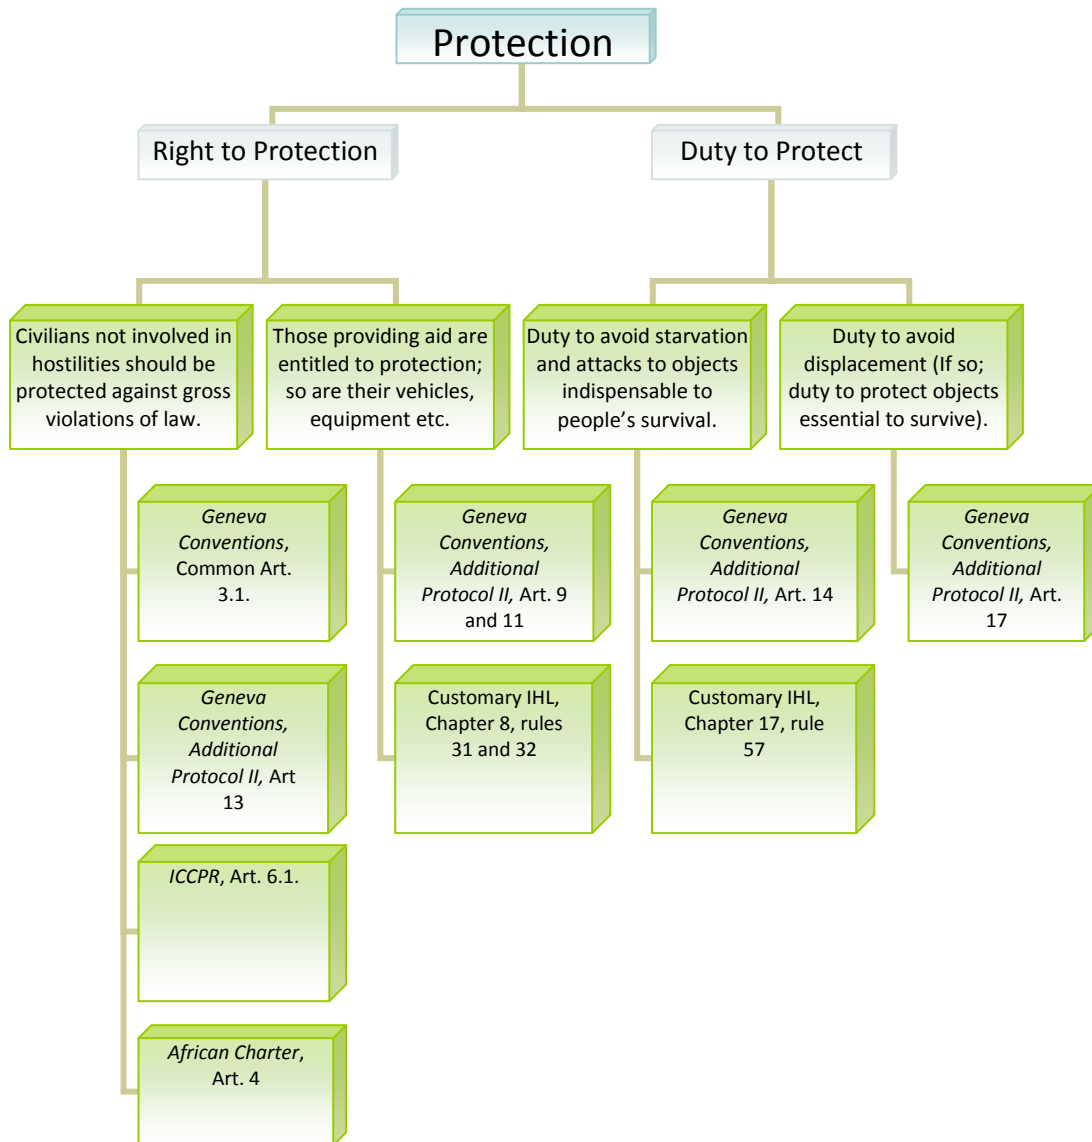 Protection
Right to Protection
Duty to Protect
Civilians not involved in
hostilities should be
protected against gross
violations of law.
Those providing aid are
entitled to protection;
so are their vehicles,
equipment etc.
Duty to avoid starvation
and attacks to objects
indispensable to
people’s survival.
Duty to avoid
displacement (If so;
duty to protect objects
essential to survive).
Geneva
Conventions,
Common Art.
3.1.
Geneva
Conventions,
Additional
Protocol II, Art
13
ICCPR, Art. 6.1.
African Charter,
Art. 4
Geneva
Conventions,
Additional
Protocol II, Art. 9
and 11
Customary IHL,
Chapter 8, rules
31 and 32
Geneva
Conventions,
Additional
Protocol II, Art. 14
Customary IHL,
Chapter 17, rule
57
Geneva
Conventions,
Additional
Protocol II, Art.
17